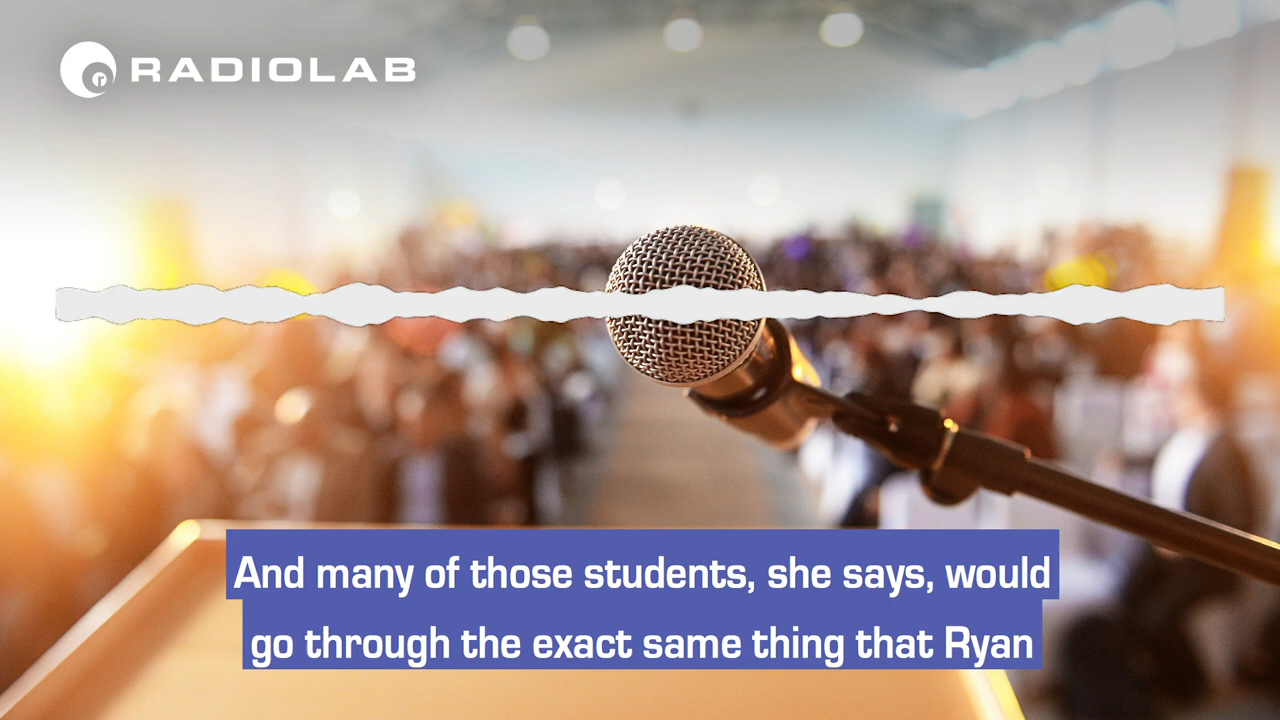 RADIOLAB
And many of those students, she says, would
go through the exact same thing that Ryan